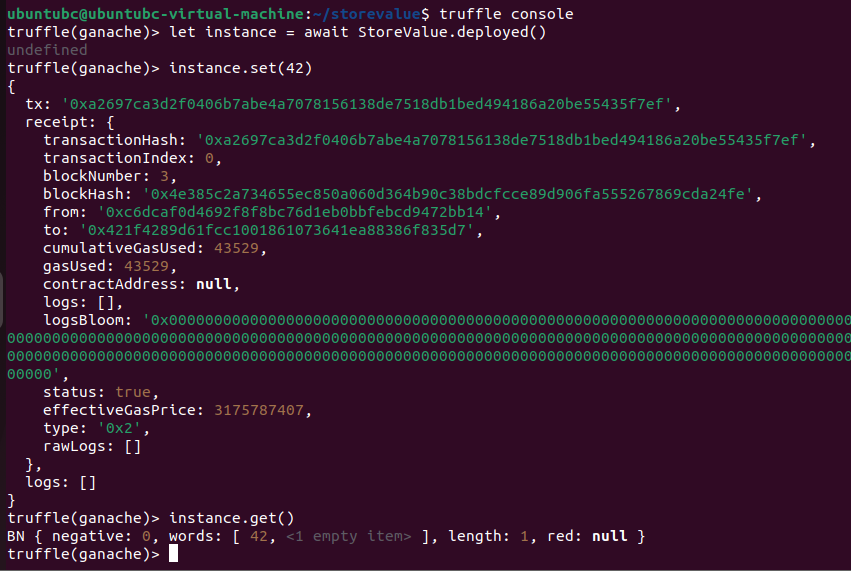 ubuntubc@ubuntubc-virtual-machine:~/storevalue$ truffle console
truffle(ganache)> let instance = await StoreValue.deployed()
undefined
truffle(ganache)> instance.set(42)
{
  tx: '0xa2697ca3d2f0406b7abe4a7078156138de7518db1bed494186a20be55435f7ef',
  receipt: {
    transactionHash: '0xa2697ca3d2f0406b7abe4a7078156138de7518db1bed494186a20be55435f7ef',
    transactionIndex: 0,
    blockNumber: 3,
    blockHash: '0x4e385c2a734655ec850a060d364b90c38bdcfcce89d906fa555267869cda24fe',
    from: '0xc6dcaf0d4692f8f8bc76d1eb0bbfebcd9472bb14',
    to: '0x421f4289d61fcc1001861073641ea88386f835d7',
    cumulativeGasUsed: 43529,
    gasUsed: 43529,
    contractAddress: null,
    logs: [],
    logsBloom: '0x0000000000000000000000000000000000000000000000000000000000000000000000000000
0000000000000000000000000000000000000000000000000000000000000000000000000000000000000000000000
0000000000000000000000000000000000000000000000000000000000000000000000000000000000000000000000
00000',
    status: true,
    effectiveGasPrice: 3175787407,
    type: '0x2',
    rawLogs: []
  },
  logs: []
}
truffle(ganache)> instance.get()
BN { negative: 0, words: [ 42, <1 empty item> ], length: 1, red: null }
truffle(ganache)>